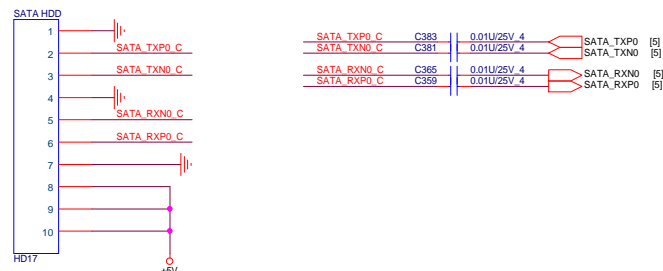 SATA HDD
1
2 SATA_TXP0_C
3 SATA_TXN0_C
4
5 SATA_RXN0_C
6 SATA_RXP0_C
7
8
9
10
HD17
+5V
SATA_TXP0_C C383 0.01U/25V_4 SATA_TXP0 [5]
SATA_TXN0_C C381 0.01U/25V_4 SATA_TXN0 [5]
SATA_RXN0_C C365 0.01U/25V_4 SATA_RXN0 [5]
SATA_RXP0_C C359 0.01U/25V_4 SATA_RXP0 [5]